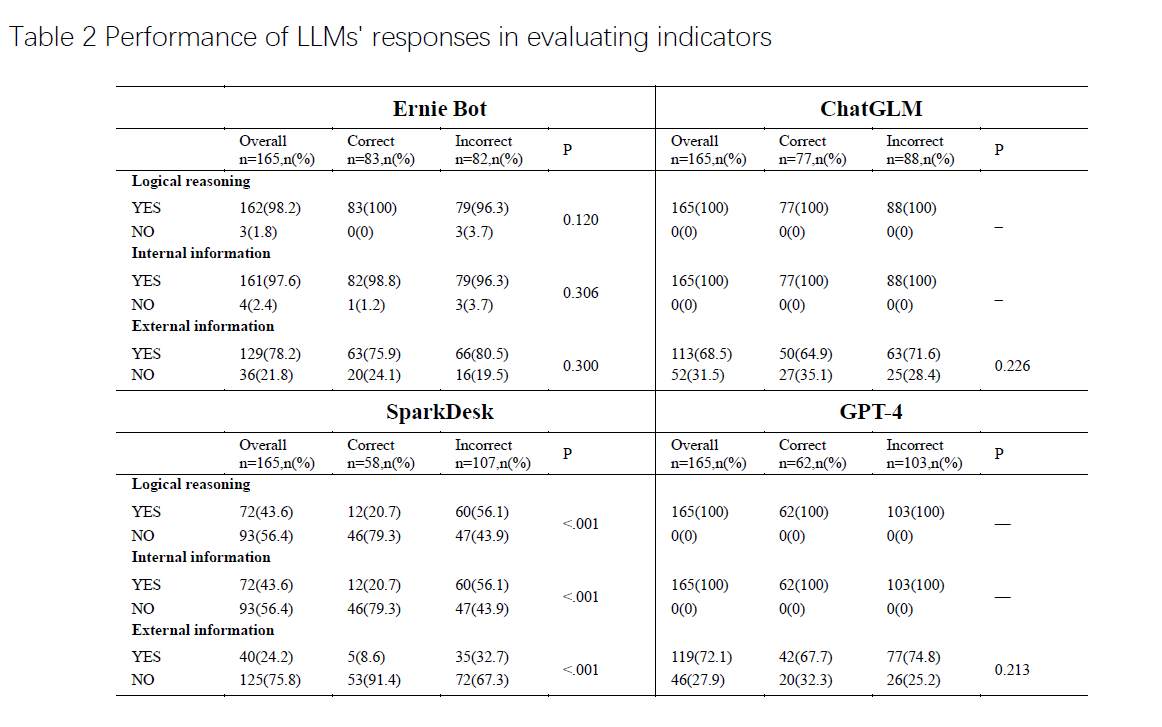 Table 2 Performance of LLMs' responses in evaluating indicators
Ernie Bot ChatGLM
Overall Correct Incorrect P Overall Correct Incorrect P
n=165,n(%) n=83,n(%) n=82,n(%) n=165,n(%) n=77,n(%) n=88,n(%)
Logical reasoning
YES 162(98.2) 83(100) 79(96.3) 0.120 165(100) 77(100) 88(100) –
NO 3(1.8) 0(0) 3(3.7) 0(0) 0(0) 0(0)
Internal information
YES 161(97.6) 82(98.8) 79(96.3) 0.306 165(100) 77(100) 88(100) –
NO 4(2.4) 1(1.2) 3(3.7) 0(0) 0(0) 0(0)
External information
YES 129(78.2) 63(75.9) 66(80.5) 0.300 113(68.5) 50(64.9) 63(71.6) 0.226
NO 36(21.8) 20(24.1) 16(19.5) 52(31.5) 27(35.1) 25(28.4)
SparkDesk GPT-4
Overall Correct Incorrect P Overall Correct Incorrect P
n=165,n(%) n=58,n(%) n=107,n(%) n=165,n(%) n=62,n(%) n=103,n(%)
Logical reasoning
YES 72(43.6) 12(20.7) 60(56.1) <.001 165(100) 62(100) 103(100) —
NO 93(56.4) 46(79.3) 47(43.9) 0(0) 0(0) 0(0)
Internal information
YES 72(43.6) 12(20.7) 60(56.1) <.001 165(100) 62(100) 103(100) —
NO 93(56.4) 46(79.3) 47(43.9) 0(0) 0(0) 0(0)
External information
YES 40(24.2) 5(8.6) 35(32.7) <.001 119(72.1) 42(67.7) 77(74.8) 0.213
NO 125(75.8) 53(91.4) 72(67.3) 46(27.9) 20(32.3) 26(25.2)